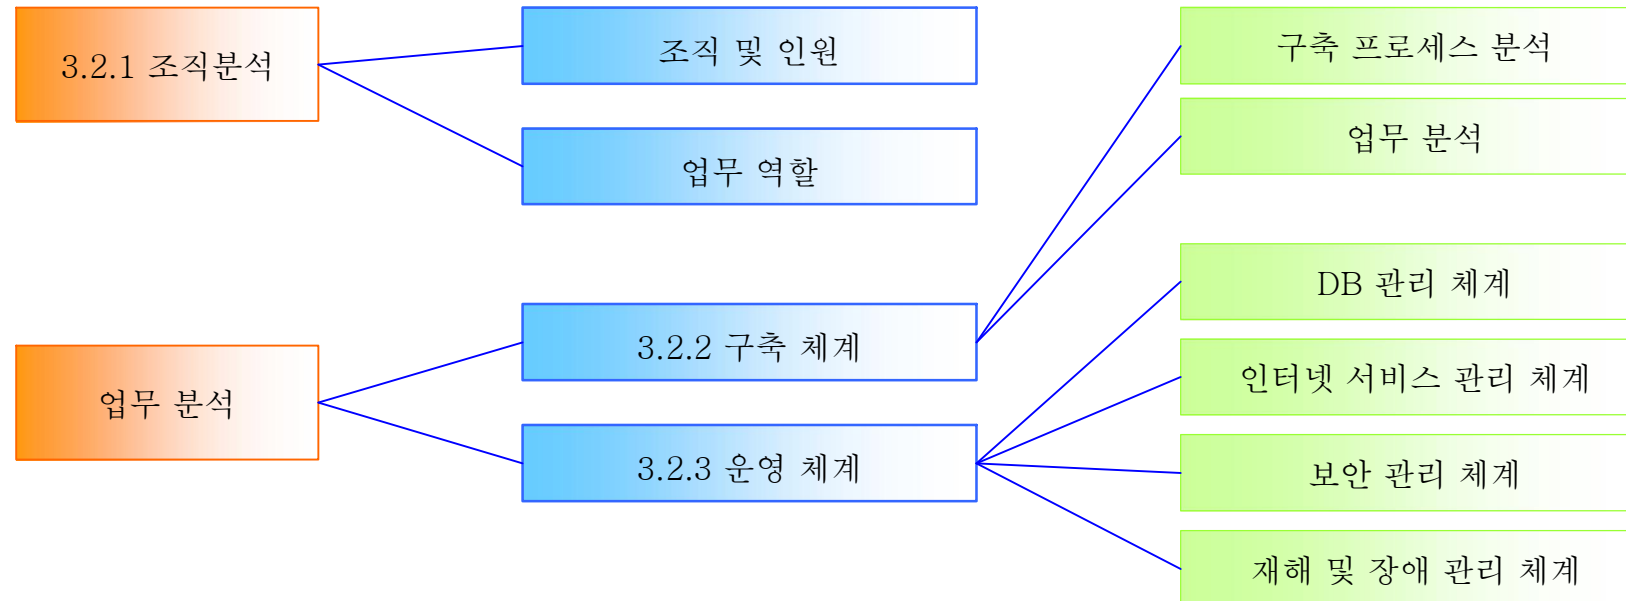 3.2.1 조직분석
조직 및 인원
업무 역할
구축 프로세스 분석
업무 분석
업무 분석
3.2.2 구축 체계
3.2.3 운영 체계
DB 관리 체계
인터넷 서비스 관리 체계
보안 관리 체계
재해 및 장애 관리 체계